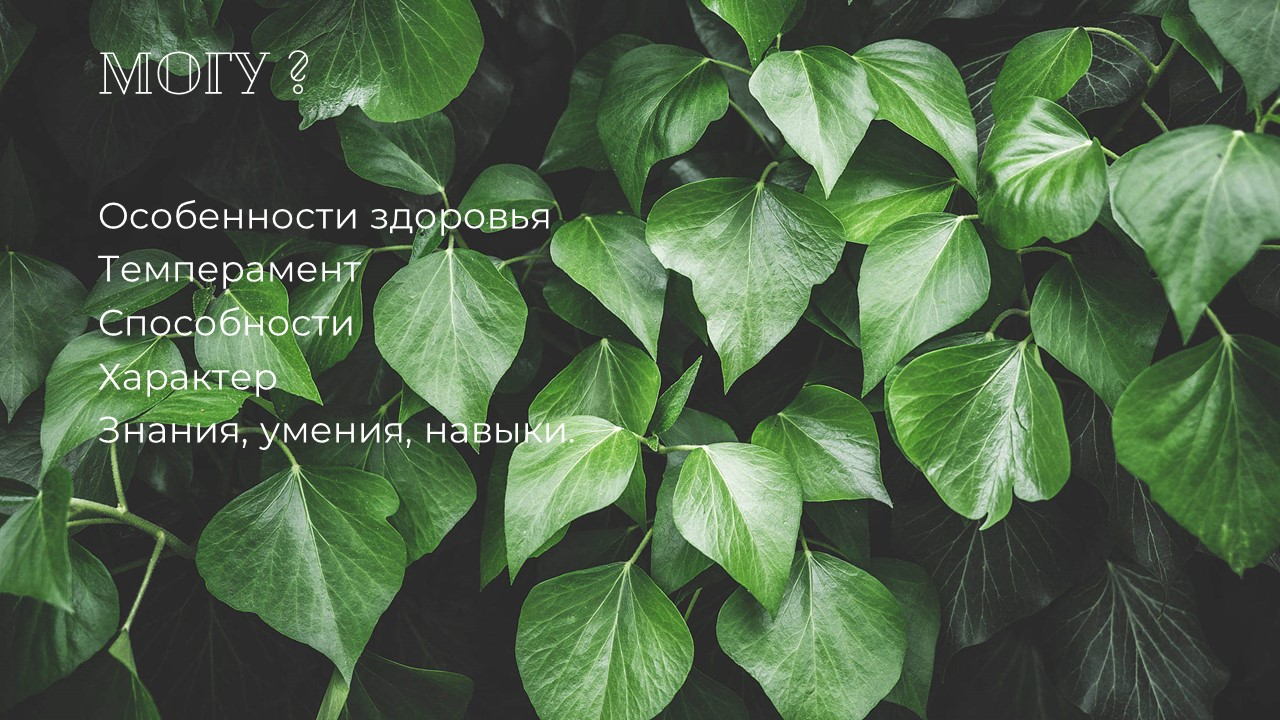 МОГУ ?
Особенности здоровья
Темперамент
Способности
Характер
Знания, умения, навыки.